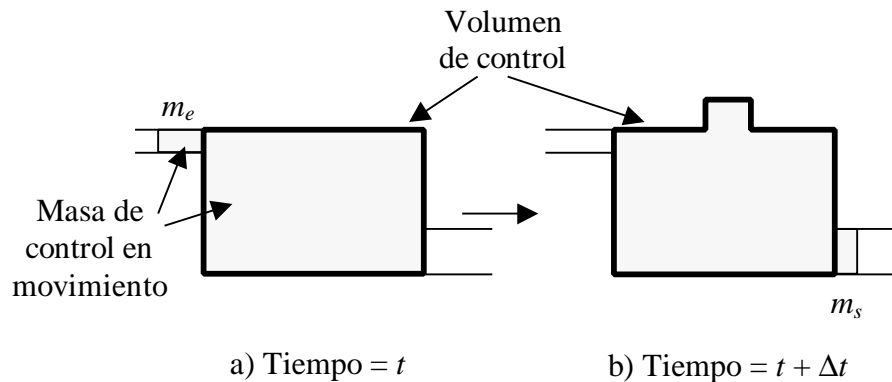 Volumen
de control
m_e
Masa de
control en
movimiento
m_s
a) Tiempo = t
b) Tiempo = t + Δt